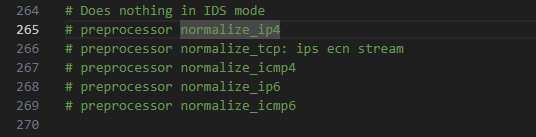 264 # Does nothing in IDS mode
265 # preprocessor normalize_ip4
266 # preprocessor normalize_tcp: ips ecn stream
267 # preprocessor normalize_icmp4
268 # preprocessor normalize_ip6
269 # preprocessor normalize_icmp6
270